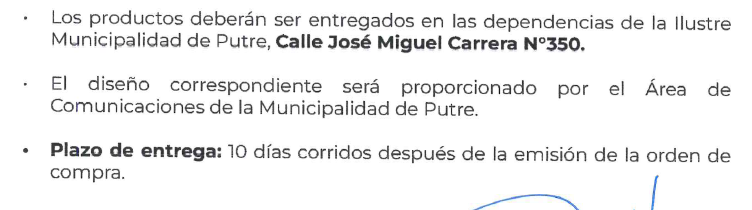 · Los productos deberán ser entregados en las dependencias de la Ilustre
Municipalidad de Putre, Calle José Miguel Carrera N°350.
· El diseño correspondiente será proporcionado por el Área de
Comunicaciones de la Municipalidad de Putre.
• Plazo de entrega: 10 días corridos después de la emisión de la orden de
compra.